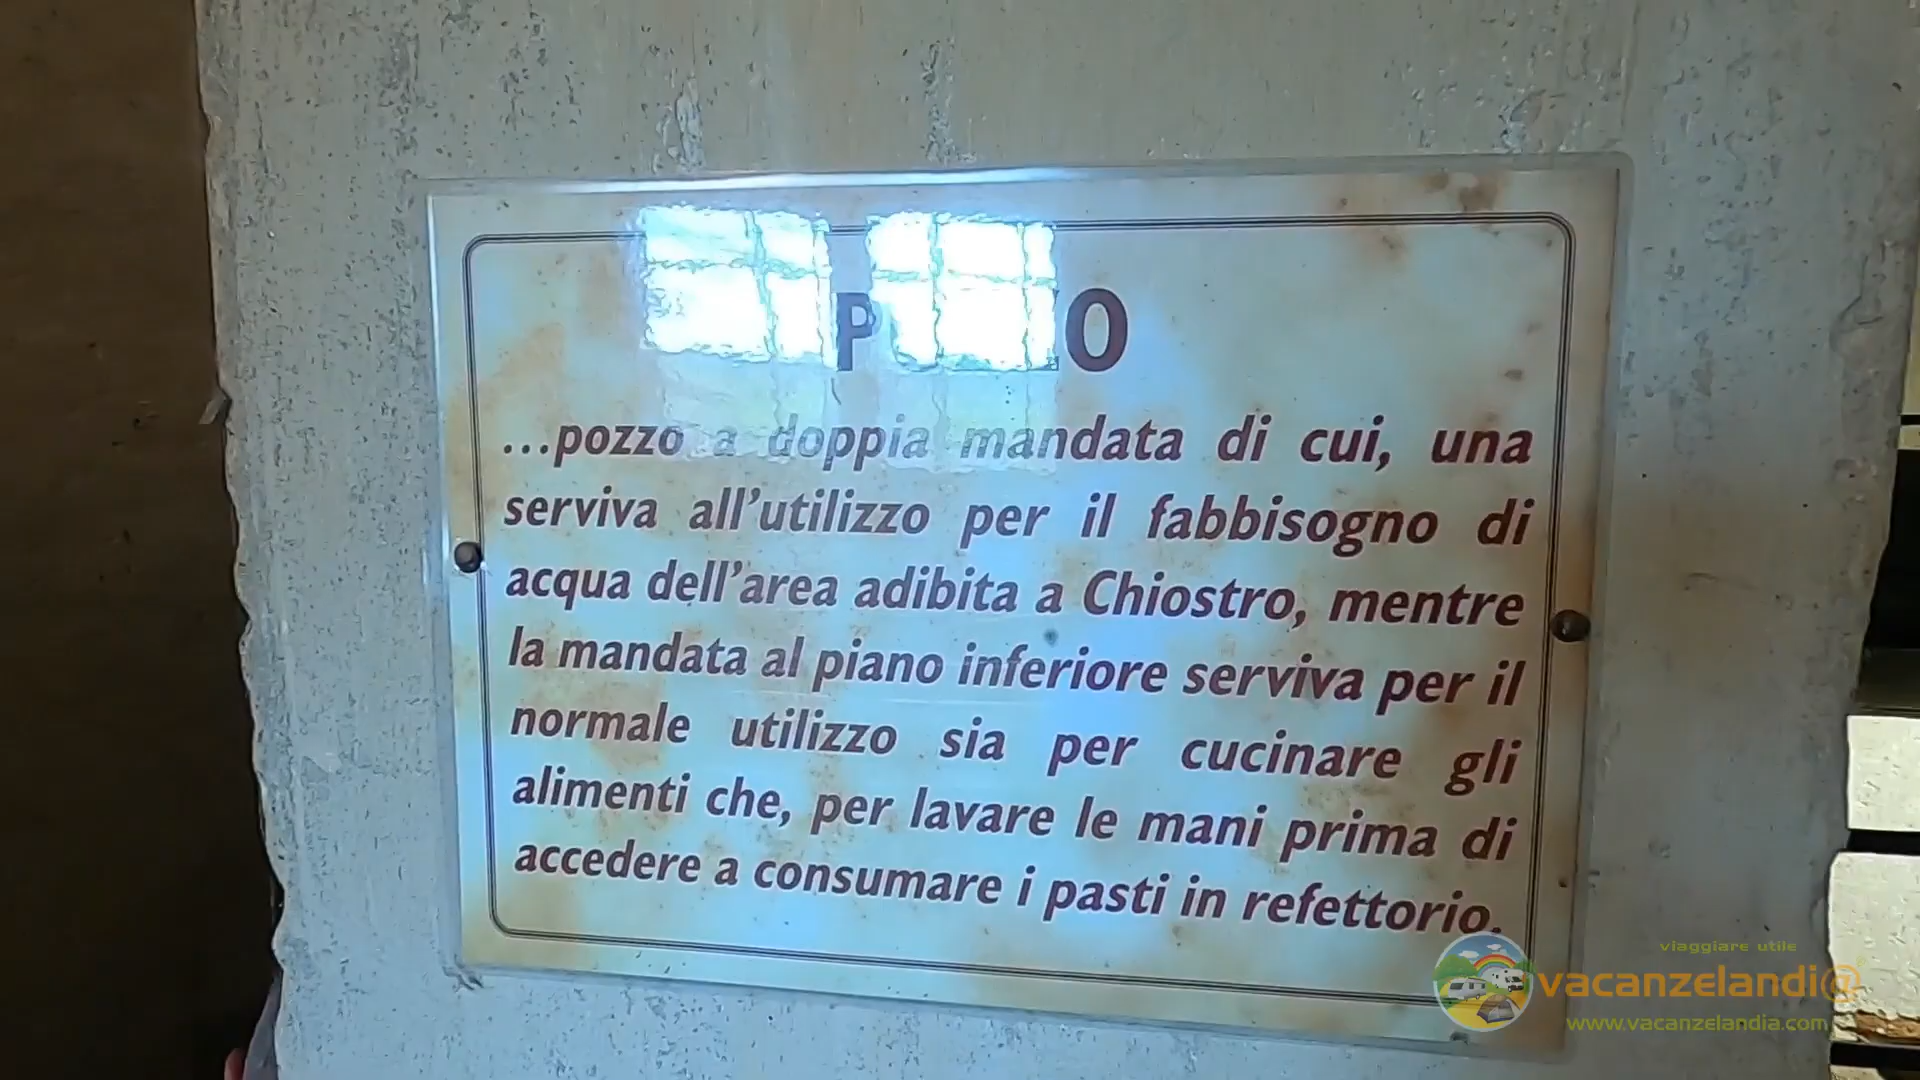 POZZO
...pozzo a doppia mandata di cui, una
serviva all'utilizzo per il fabbisogno di
acqua dell'area adibita a Chiostro, mentre
la mandata al piano inferiore serviva per il
normale utilizzo sia per cucinare gli
alimenti che, per lavare le mani prima di
accedere a consumare i pasti in refettorio.
viaggiare utile
vacanzelandi@
www.vacanzelandia.com